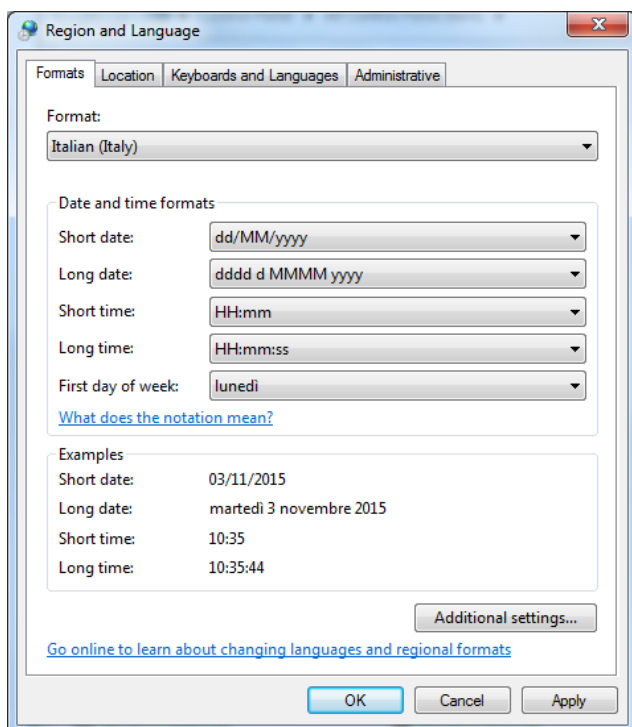 Region and Language
Formats Location Keyboards and Languages Administrative
Format:
Italian (Italy)
Date and time formats
Short date: dd/MM/yyyy
Long date: dddd d MMMM yyyy
Short time: HH:mm
Long time: HH:mm:ss
First day of week: lunedì
What does the notation mean?
Examples
Short date: 03/11/2015
Long date: martedì 3 novembre 2015
Short time: 10:35
Long time: 10:35:44
Additional settings...
Go online to learn about changing languages and regional formats
OK Cancel Apply